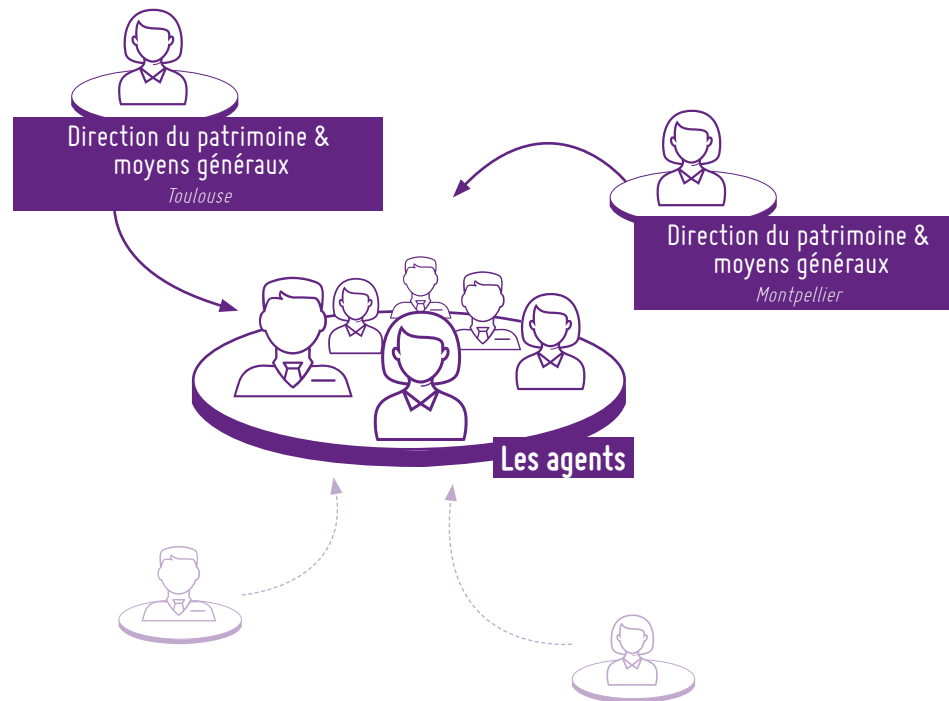 Direction du patrimoine &
moyens généraux
Toulouse
Direction du patrimoine &
moyens généraux
Montpellier
Les agents